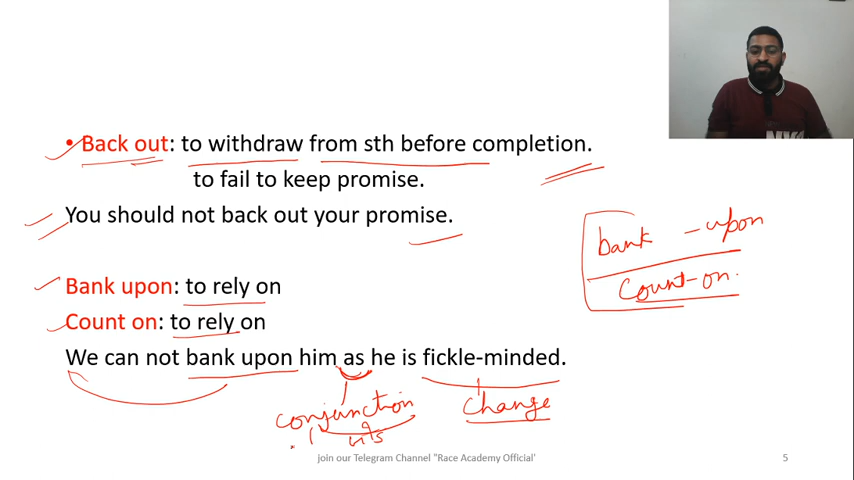 • Back out: to withdraw from sth before completion.
to fail to keep promise.
You should not back out your promise.
bank - upon
Count-on.
Bank upon: to rely on
Count on: to rely on
We can not bank upon him as he is fickle-minded.
conjunction
change
join our Telegram Channel "Race Academy Official'
5